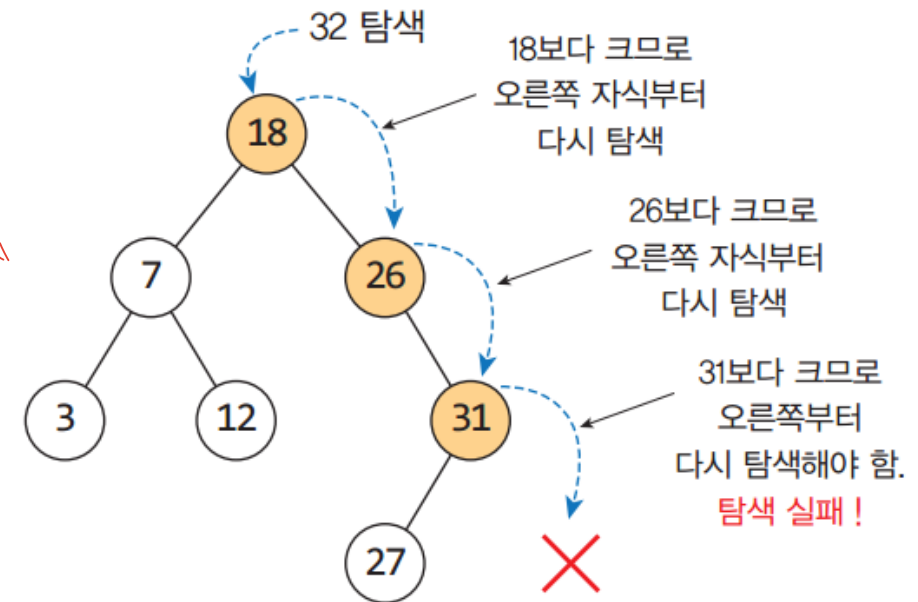 32 탐색
18보다 크므로
오른쪽 자식부터
다시 탐색
18
26보다 크므로
오른쪽 자식부터
다시 탐색
7
26
31보다 크므로
오른쪽부터
다시 탐색해야 함.
탐색 실패 !
3
12
31
27